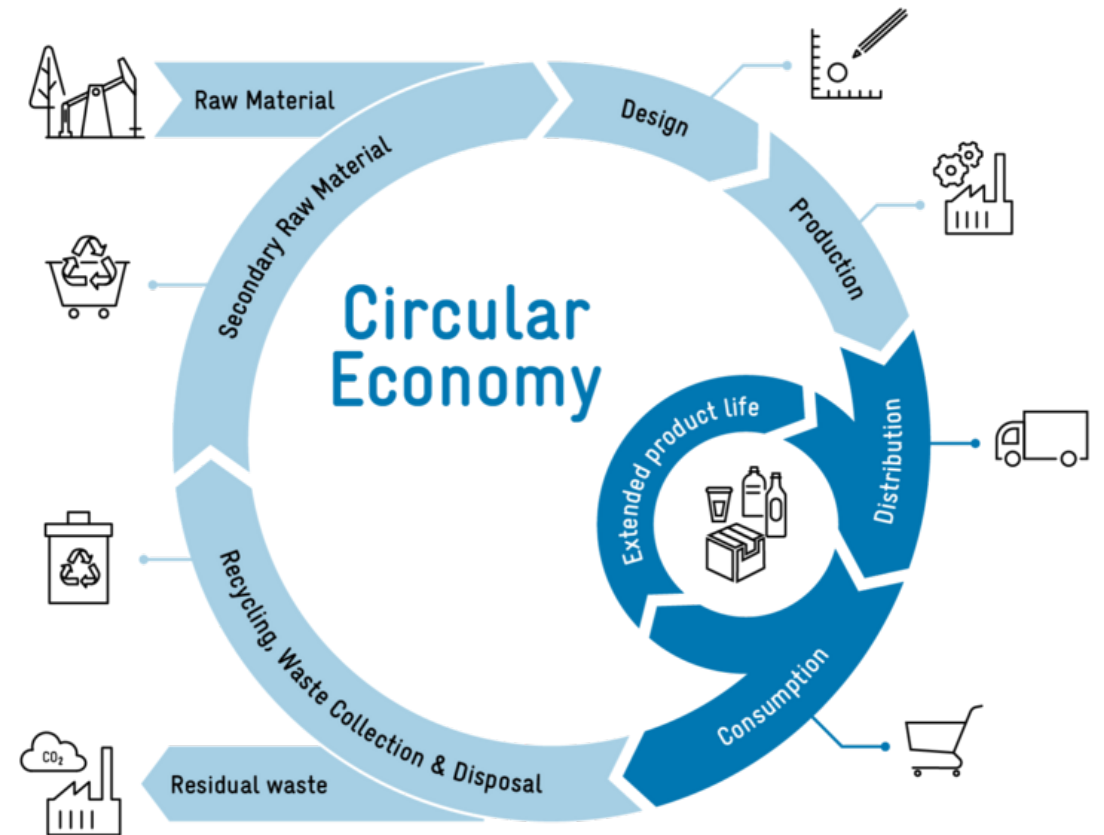 Raw Material
Design
Production
Secondary Raw Material
Circular
Economy
Extended product life
Distribution
Consumption
Recycling, Waste Collection & Disposal
Residual waste
CO₂